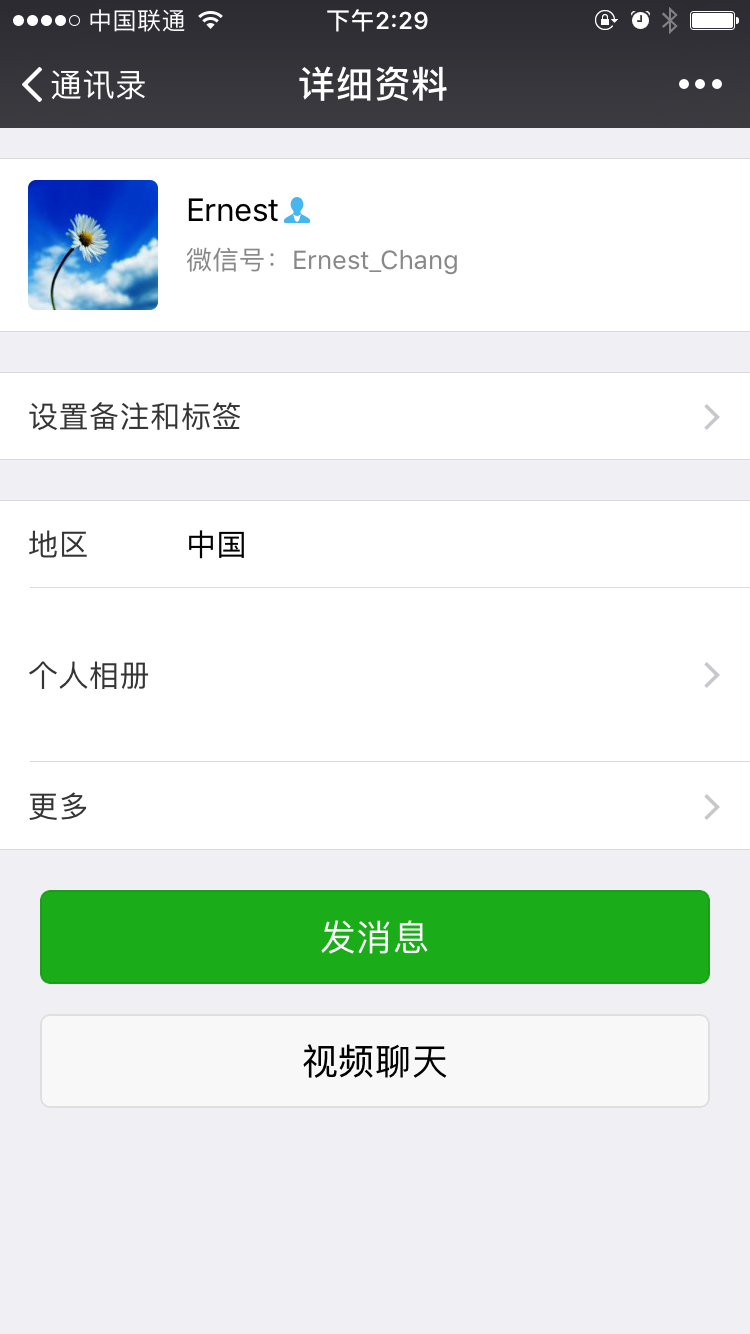 中国联通 下午2:29
通讯录 详细资料
Ernest
微信号：Ernest_Chang
设置备注和标签
地区 中国
个人相册
更多
发消息
视频聊天